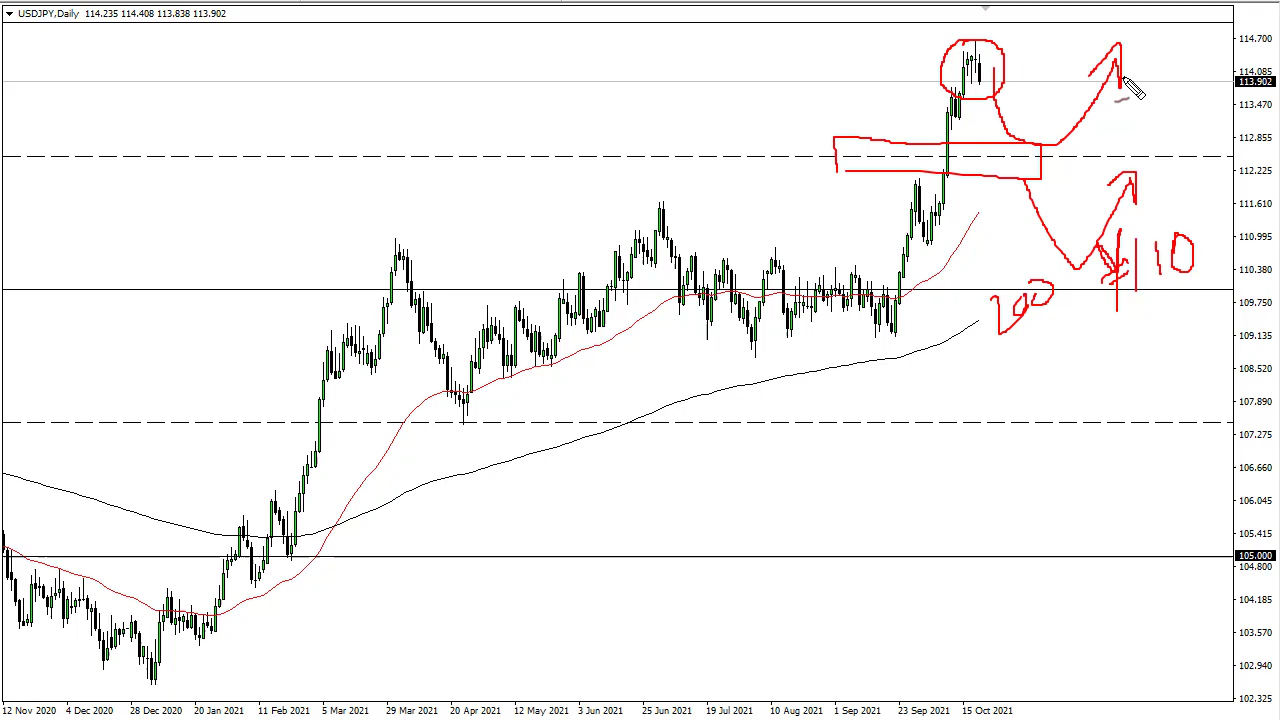 USDJPY,Daily 114.235 114.408 113.838 113.902
114.700
114.085
113.902
113.470
112.855
112.225
111.610
110.995
110.380
109.750
109.135
108.520
107.890
107.275
106.660
106.045
105.415
105.000
104.800
104.185
103.570
102.940
102.325
¥110
200
12 Nov 2020
4 Dec 2020
28 Dec 2020
20 Jan 2021
11 Feb 2021
5 Mar 2021
29 Mar 2021
20 Apr 2021
12 May 2021
3 Jun 2021
25 Jun 2021
19 Jul 2021
10 Aug 2021
1 Sep 2021
23 Sep 2021
15 Oct 2021